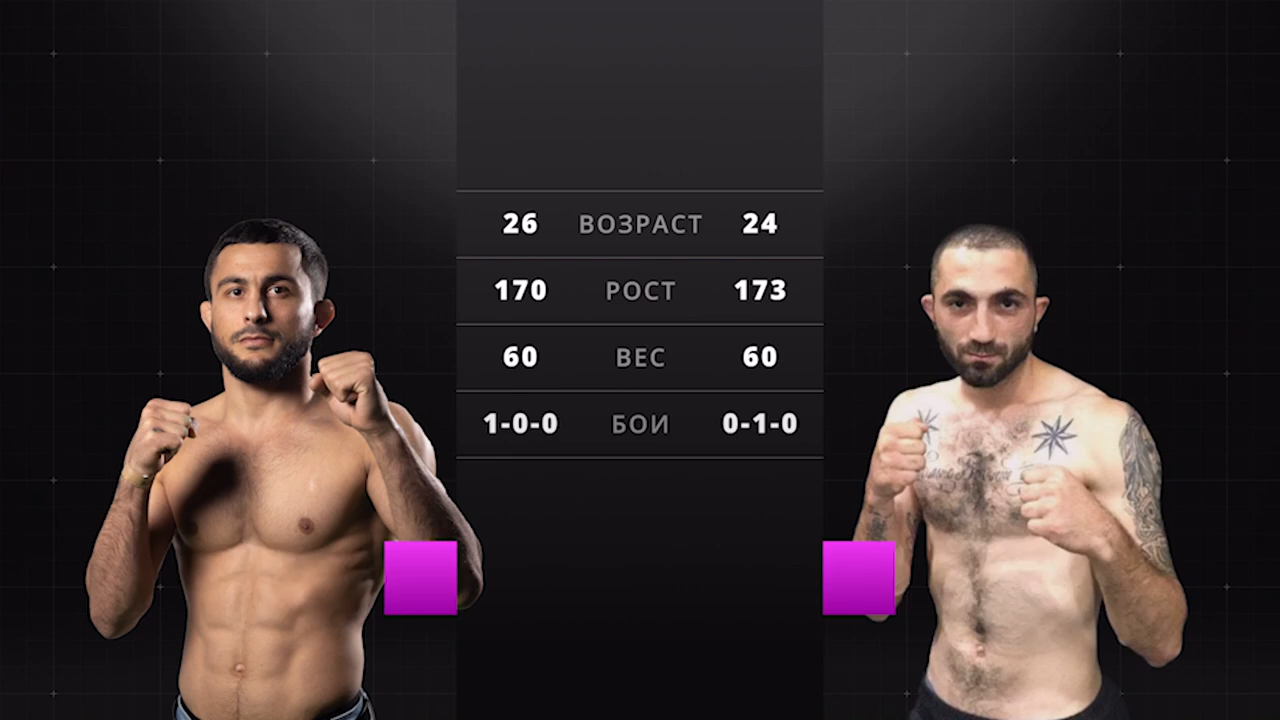 26 ВОЗРАСТ 24
170 РОСТ 173
60 ВЕС 60
1-0-0 БОИ 0-1-0